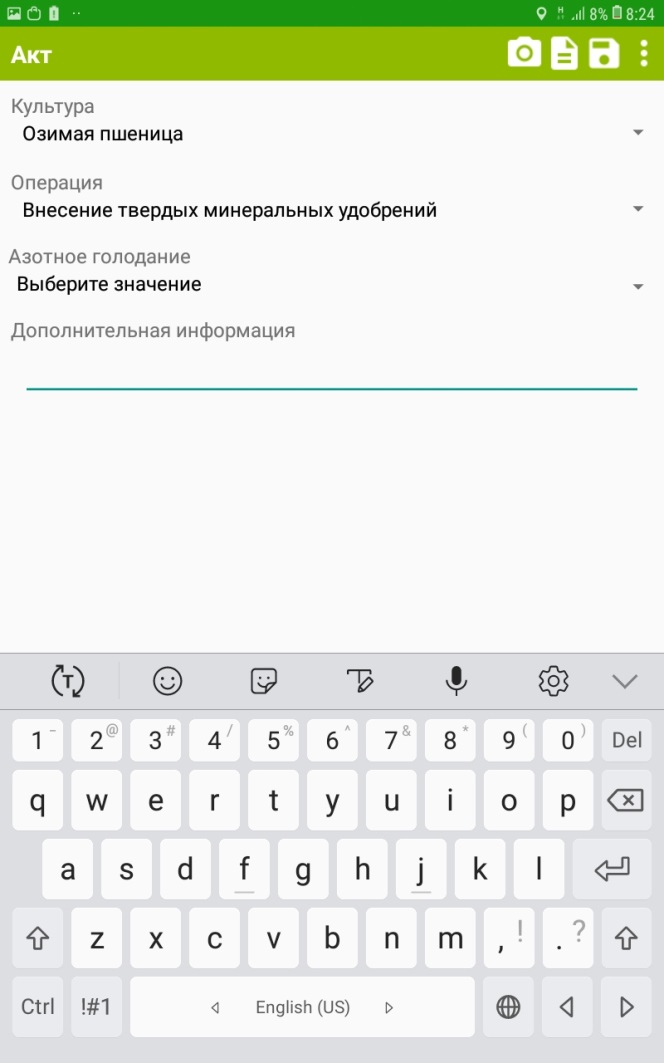 8% 8:24
Акт
Культура
Озимая пшеница
Операция
Внесение твердых минеральных удобрений
Азотное голодание
Выберите значение
Дополнительная информация
1 - 2 @ 3 # 4 / 5 % 6 ^ 7 & 8 * 9 ( 0 ) Del
q w e r t y u i o p
a s d f g h j k l
z x c v b n m , ! . ?
Ctrl !#1 English (US)